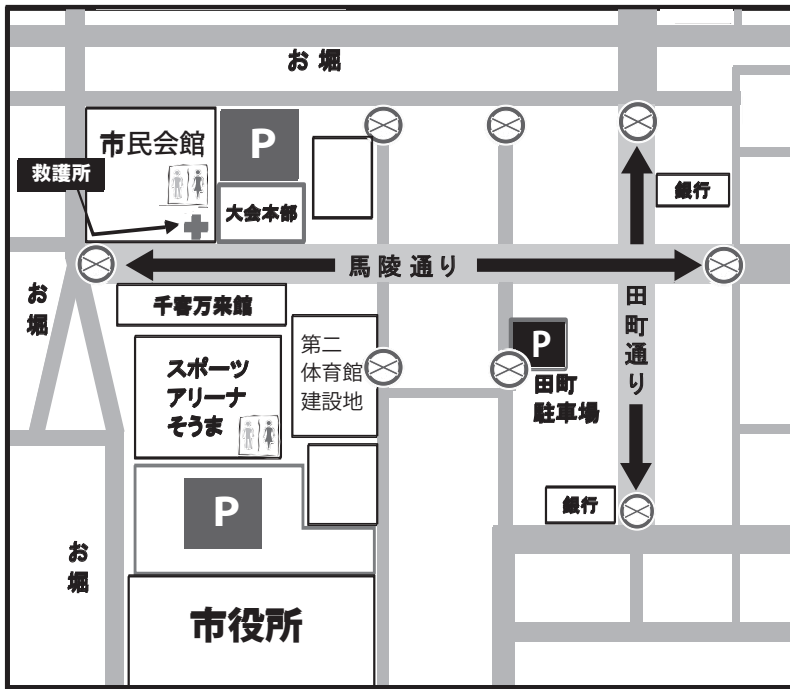 お堀
市民会館
P
救護所
大会本部
銀行
馬陵通り
お堀
千客万来館
田町通り
第二
体育館
建設地
スポーツ
アリーナ
そうま
P
田町
駐車場
P
銀行
お堀
市役所